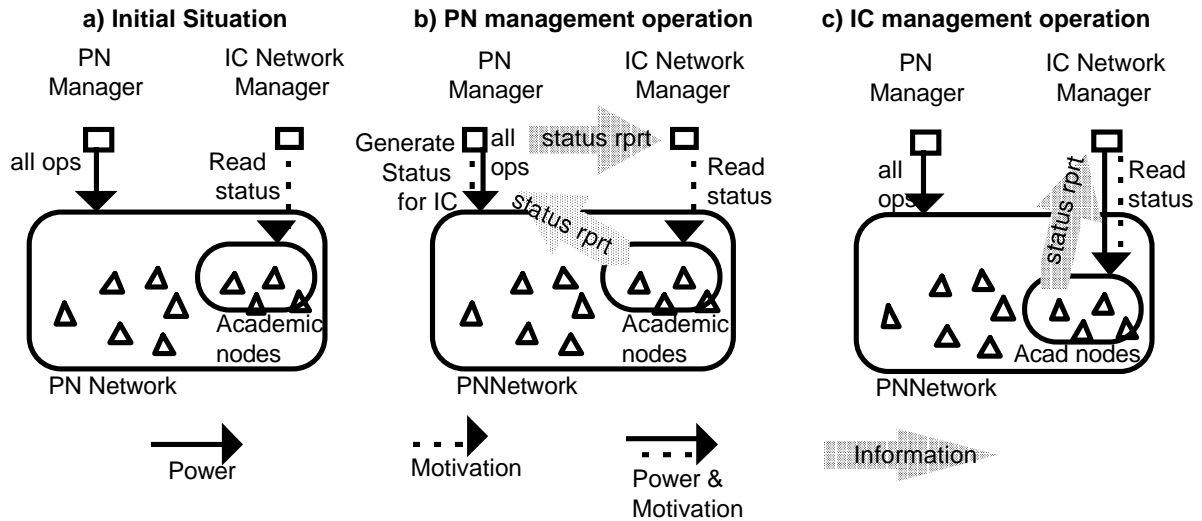 a) Initial Situation
PN
Manager
IC Network
Manager
all ops
Read
status
Academic
nodes
PN Network
b) PN management operation
PN
Manager
IC Network
Manager
Generate
Status
for IC
all
ops
status rprt
Read
status
status rprt
Academic
nodes
PNNetwork
c) IC management operation
PN
Manager
IC Network
Manager
all
ops
status rprt
Read
status
Acad nodes
PNNetwork
Power
Motivation
Power &
Motivation
Information